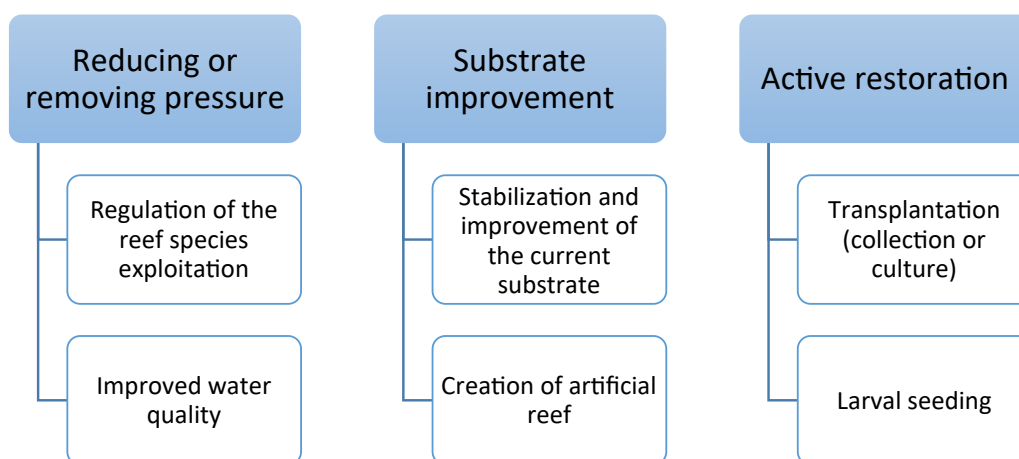 Reducing or
removing pressure
Regulation of the
reef species
exploitation
Improved water
quality
Substrate
improvement
Stabilization and
improvement of
the current
substrate
Creation of artificial
reef
Active restoration
Transplantation
(collection or
culture)
Larval seeding